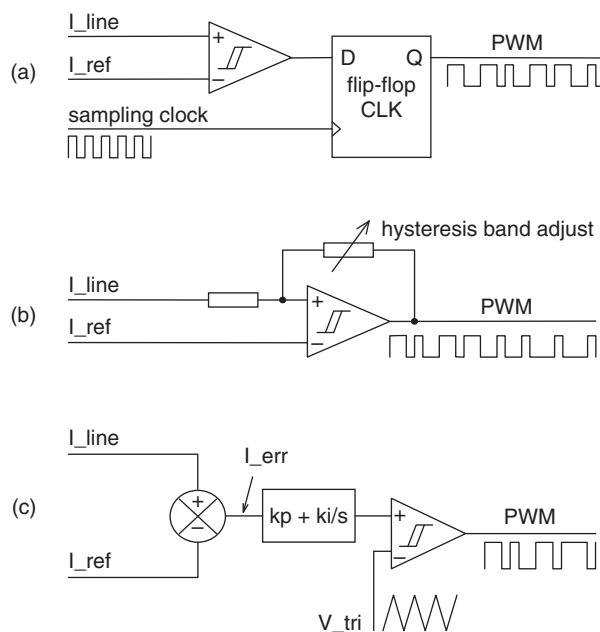 I_line
PWM
+
D Q
(a)
I_ref
flip-flop
−
CLK
sampling clock
hysteresis band adjust
I_line
+
PWM
(b)
I_ref
−
I_line
I_err
(c)
+
−
kp + ki/s
+
PWM
−
I_ref
V_tri